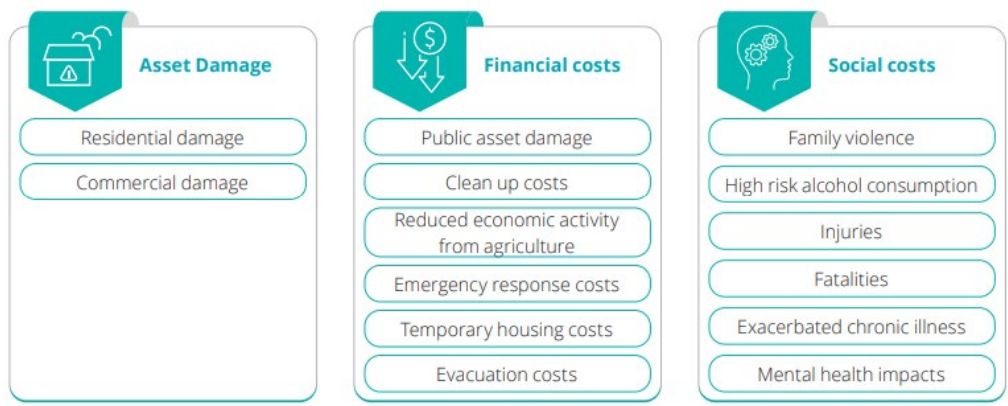 Asset Damage
Residential damage
Commercial damage
Financial costs
Public asset damage
Clean up costs
Reduced economic activity
from agriculture
Emergency response costs
Temporary housing costs
Evacuation costs
Social costs
Family violence
High risk alcohol consumption
Injuries
Fatalities
Exacerbated chronic illness
Mental health impacts